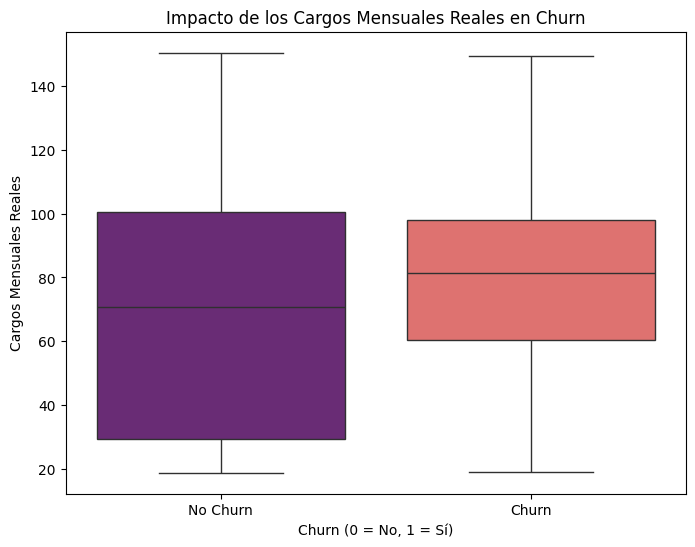 Impacto de los Cargos Mensuales Reales en Churn
Cargos Mensuales Reales
140
120
100
80
60
40
20
No Churn
Churn
Churn (0 = No, 1 = Sí)